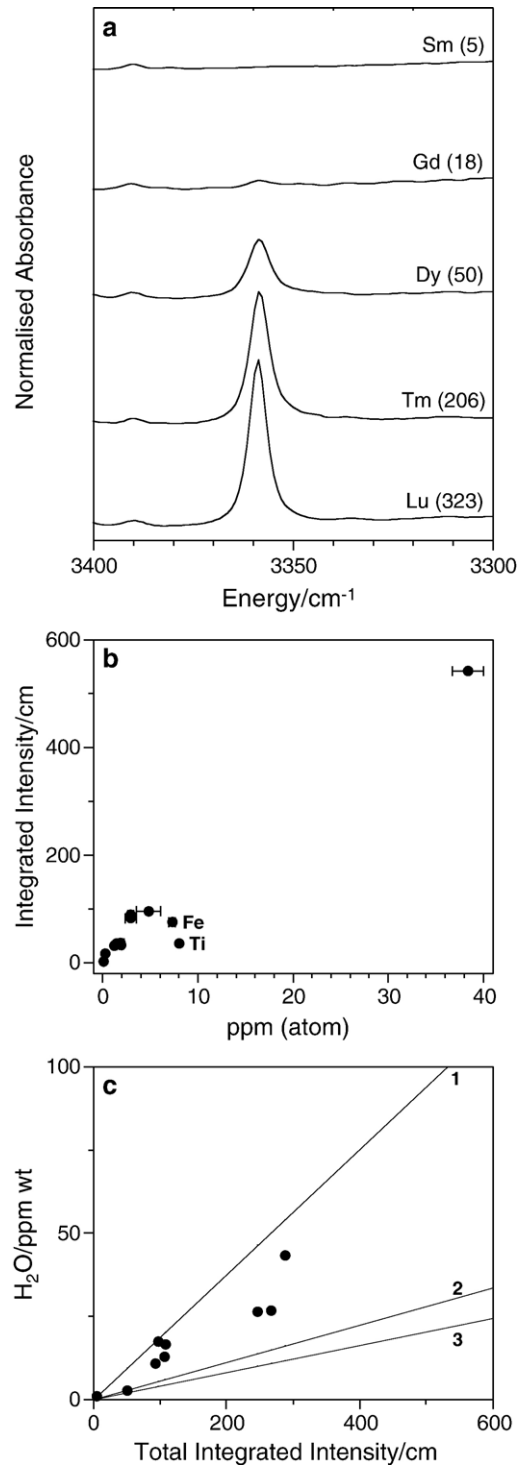 a
Sm (5)
Gd (18)
Dy (50)
Tm (206)
Lu (323)
Normalised Absorbance
3400 3350 3300
Energy/cm-1
b
600
400
200
0
Integrated Intensity/cm
Fe
Ti
0 10 20 30 40
ppm (atom)
c
100
50
0
H2O/ppm wt
1
2
3
0 200 400 600
Total Integrated Intensity/cm